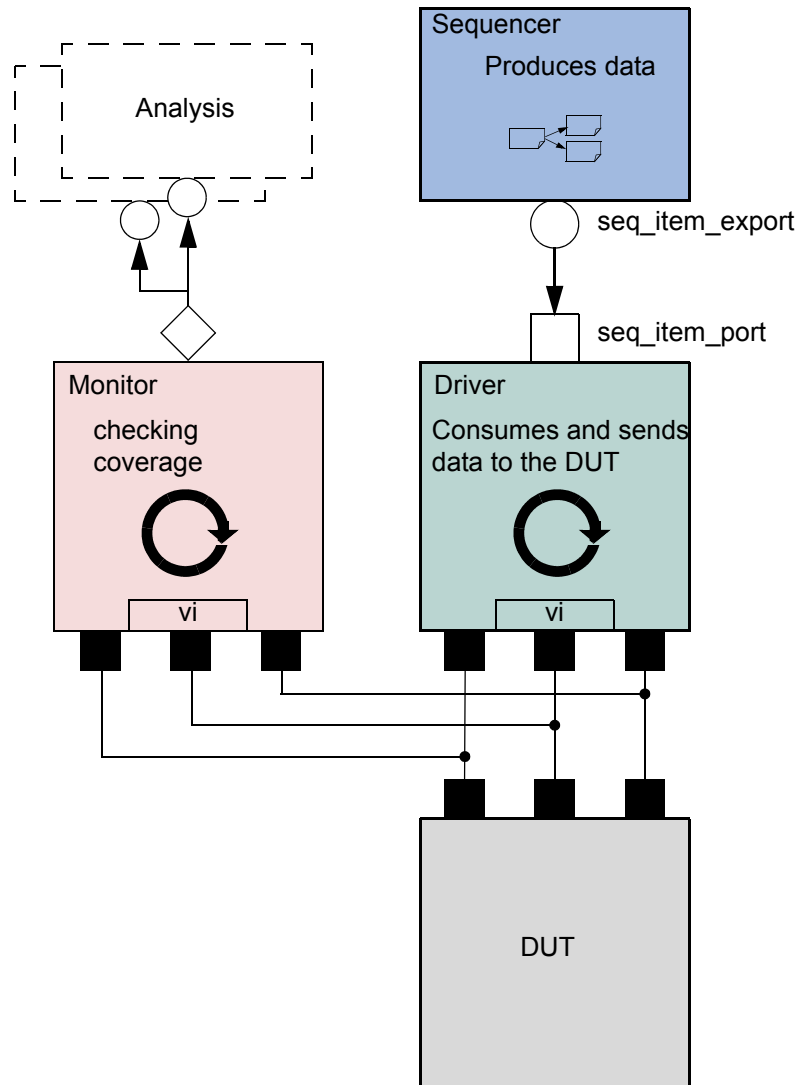 Sequencer
Produces data
Analysis
seq_item_export
seq_item_port
Monitor
checking
coverage
vi
Driver
Consumes and sends
data to the DUT
vi
DUT